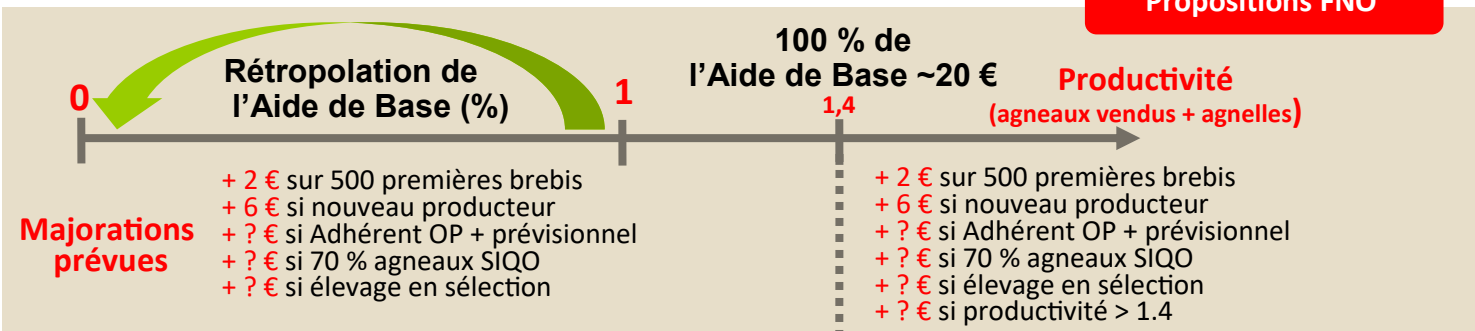 Propositions FNO
100 % de
l’Aide de Base ~20 €
Rétropolation de
l’Aide de Base (%)
0
1
1,4
Productivité
(agneaux vendus + agnelles)
Majorations
prévues
+ 2 € sur 500 premières brebis
+ 6 € si nouveau producteur
+ ? € si Adhérent OP + prévisionnel
+ ? € si 70 % agneaux SIQO
+ ? € si élevage en sélection
+ 2 € sur 500 premières brebis
+ 6 € si nouveau producteur
+ ? € si Adhérent OP + prévisionnel
+ ? € si 70 % agneaux SIQO
+ ? € si élevage en sélection
+ ? € si productivité > 1.4